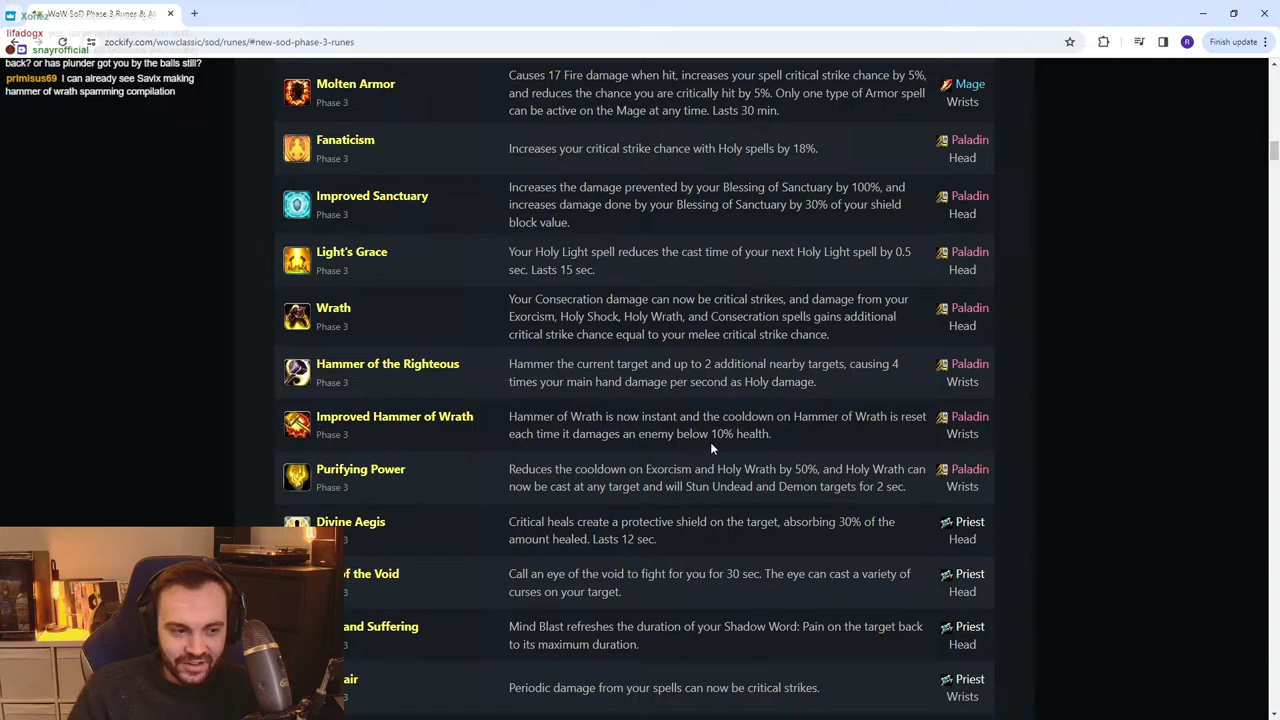 WoW SoD Phase 3 Runes &
Xonez
lifadogx
snayrofficial
back? or has plunder got you by the balls still?
primisus69 I can already see Savix making
hammer of wrath spamming compilation
zockify.com/wowclassic/sod/runes/#new-sod-phase-3-runes
R
Finish update
Molten Armor
Phase 3
Causes 17 Fire damage when hit, increases your spell critical strike chance by 5%,
and reduces the chance you are critically hit by 5%. Only one type of Armor spell
can be active on the Mage at any time. Lasts 30 min.
Mage
Wrists
Fanaticism
Phase 3
Increases your critical strike chance with Holy spells by 18%.
Paladin
Head
Improved Sanctuary
Phase 3
Increases the damage prevented by your Blessing of Sanctuary by 100%, and
increases damage done by your Blessing of Sanctuary by 30% of your shield
block value.
Paladin
Head
Light's Grace
Phase 3
Your Holy Light spell reduces the cast time of your next Holy Light spell by 0.5
sec. Lasts 15 sec.
Paladin
Head
Wrath
Phase 3
Your Consecration damage can now be critical strikes, and damage from your
Exorcism, Holy Shock, Holy Wrath, and Consecration spells gains additional
critical strike chance equal to your melee critical strike chance.
Paladin
Head
Hammer of the Righteous
Phase 3
Hammer the current target and up to 2 additional nearby targets, causing 4
times your main hand damage per second as Holy damage.
Paladin
Wrists
Improved Hammer of Wrath
Phase 3
Hammer of Wrath is now instant and the cooldown on Hammer of Wrath is reset
each time it damages an enemy below 10% health.
Paladin
Wrists
Purifying Power
Phase 3
Reduces the cooldown on Exorcism and Holy Wrath by 50%, and Holy Wrath can
now be cast at any target and will Stun Undead and Demon targets for 2 sec.
Paladin
Wrists
Divine Aegis
Critical heals create a protective shield on the target, absorbing 30% of the
amount healed. Lasts 12 sec.
Priest
Head
of the Void
Call an eye of the void to fight for you for 30 sec. The eye can cast a variety of
curses on your target.
Priest
Head
and Suffering
Mind Blast refreshes the duration of your Shadow Word: Pain on the target back
to its maximum duration.
Priest
Head
air
3
Periodic damage from your spells can now be critical strikes.
Priest
Wrists